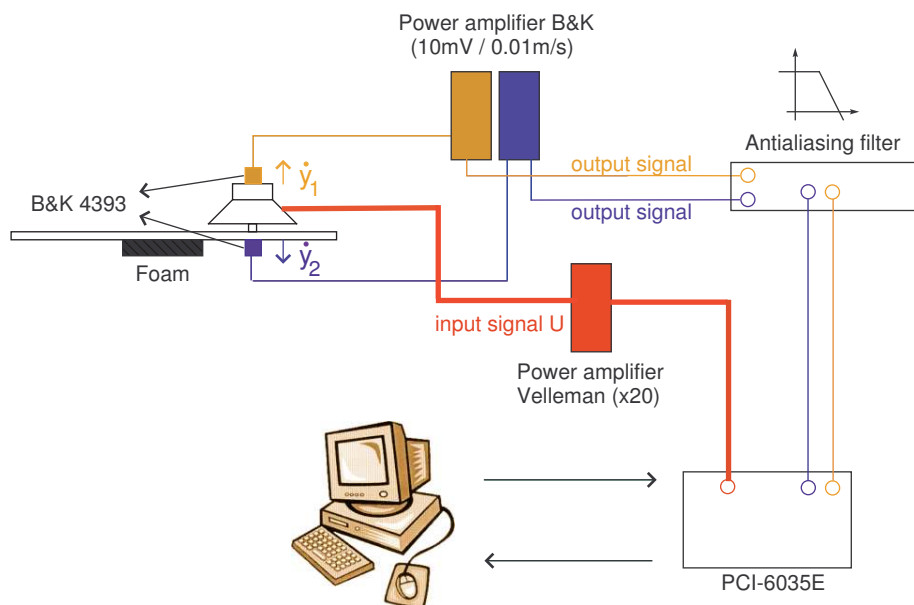 Power amplifier B&K
(10mV / 0.01m/s)
Antialiasing filter
output signal
output signal
ẏ1
B&K 4393
ẏ2
Foam
input signal U
Power amplifier
Velleman (x20)
PCI-6035E